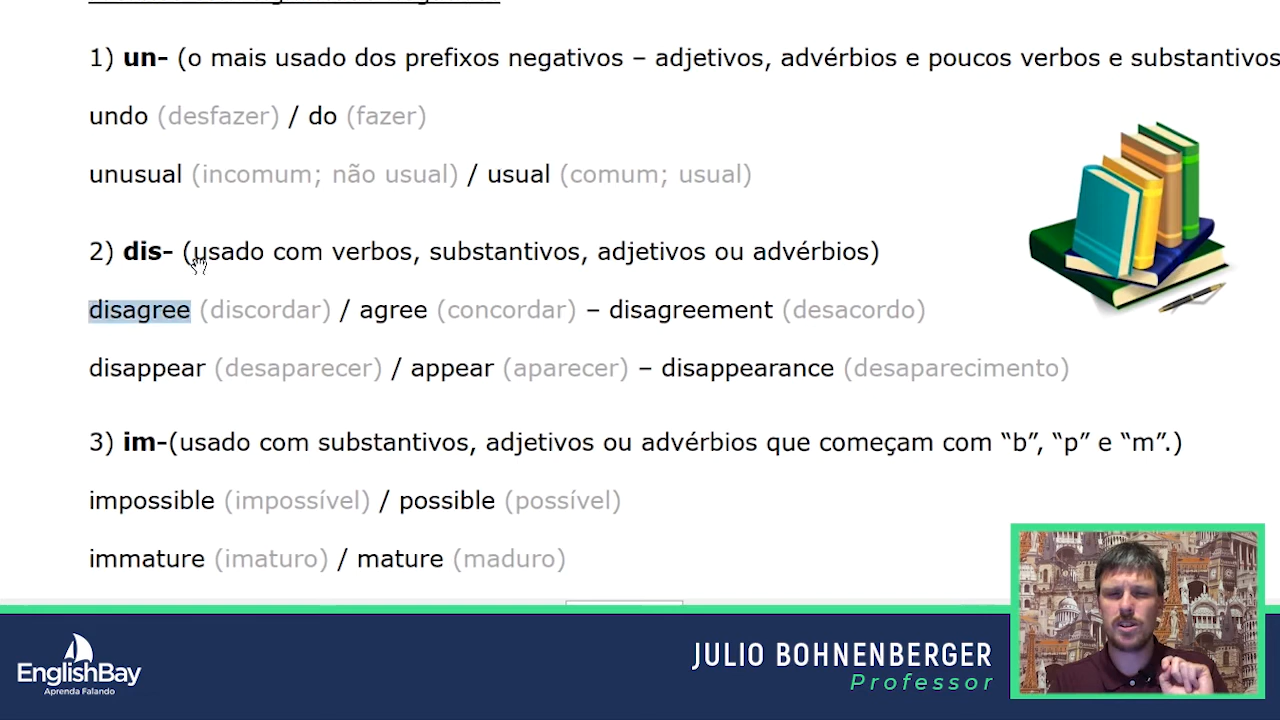 1) un- (o mais usado dos prefixos negativos – adjetivos, advérbios e poucos verbos e substantivos
undo (desfazer) / do (fazer)
unusual (incomum; não usual) / usual (comum; usual)
2) dis- (usado com verbos, substantivos, adjetivos ou advérbios)
disagree (discordar) / agree (concordar) – disagreement (desacordo)
disappear (desaparecer) / appear (aparecer) – disappearance (desaparecimento)
3) im-(usado com substantivos, adjetivos ou advérbios que começam com “b”, “p” e “m”.)
impossible (impossível) / possible (possível)
immature (imaturo) / mature (maduro)
EnglishBay
Aprenda Falando
JULIO BOHNENBERGER
Professor